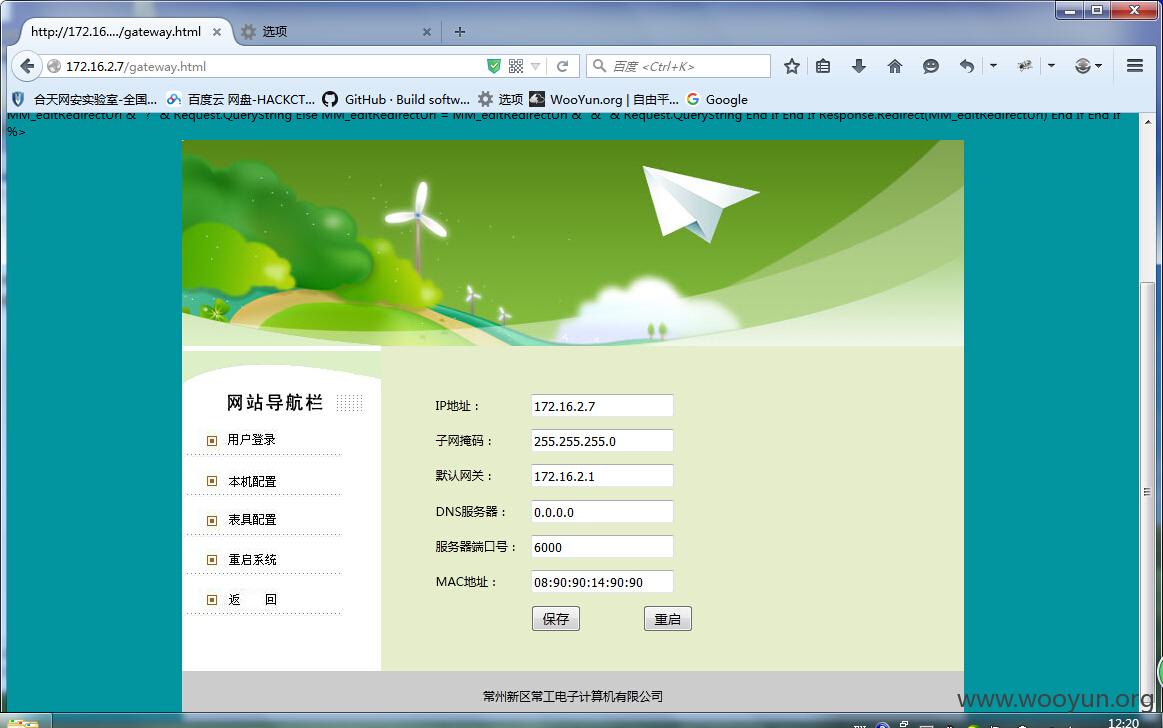 http://172.16..../gateway.html
选项
172.16.2.7/gateway.html
百度 <Ctrl+K>
合天网安实验室-全国...
百度云 网盘-HACKCT...
GitHub · Build softw...
选项
WooYun.org | 自由平...
Google
MM_editRedirectUrl & "?" & Request.QueryString Else MM_editRedirectUrl = MM_editRedirectUrl & "&" & Request.QueryString End If End If Response.Redirect(MM_editRedirectUrl) End If End If
%>
网站导航栏
用户登录
本机配置
表具配置
重启系统
返 回
IP地址: 172.16.2.7
子网掩码: 255.255.255.0
默认网关: 172.16.2.1
DNS服务器: 0.0.0.0
服务器端口号: 6000
MAC地址: 08:90:90:14:90:90
保存 重启
常州新区常工电子计算机有限公司
www.wooyun.org
12:20